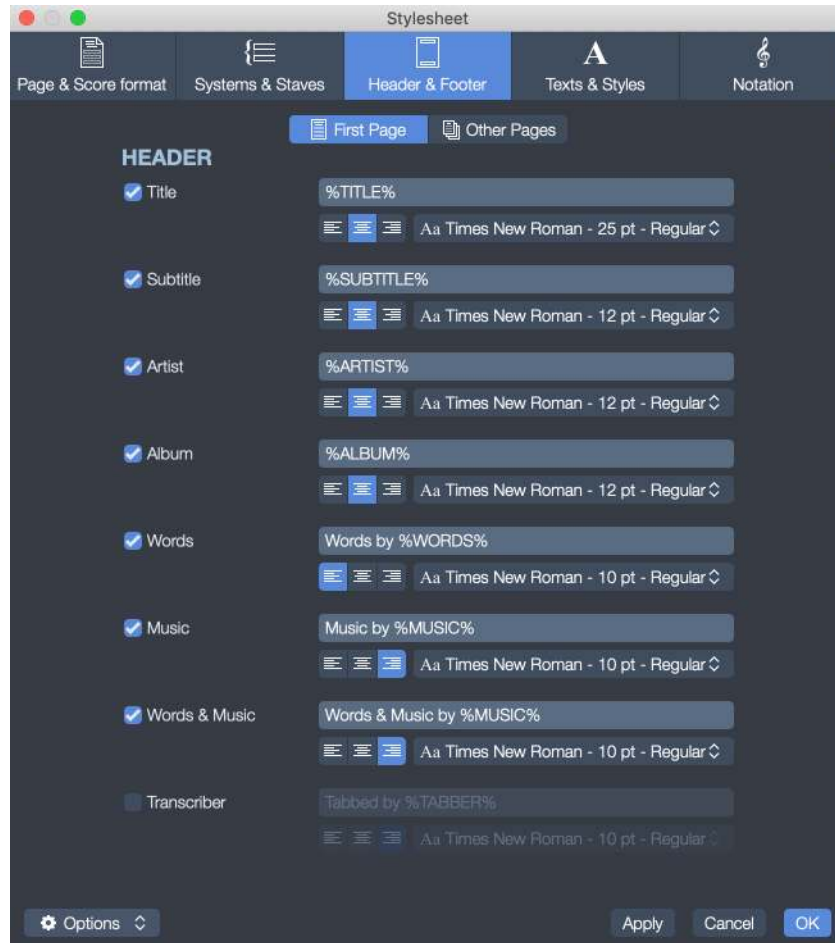 Stylesheet
Page & Score format
Systems & Staves
Header & Footer
A
Texts & Styles
Notation
First Page
Other Pages
HEADER
Title
%TITLE%
Aa Times New Roman - 25 pt - Regular
Subtitle
%SUBTITLE%
Aa Times New Roman - 12 pt - Regular
Artist
%ARTIST%
Aa Times New Roman - 12 pt - Regular
Album
%ALBUM%
Aa Times New Roman - 12 pt - Regular
Words
Words by %WORDS%
Aa Times New Roman - 10 pt - Regular
Music
Music by %MUSIC%
Aa Times New Roman - 10 pt - Regular
Words & Music
Words & Music by %MUSIC%
Aa Times New Roman - 10 pt - Regular
Transcriber
Tabbed by %TABBER%
Aa Times New Roman - 10 pt - Regular
Options
Apply
Cancel
OK